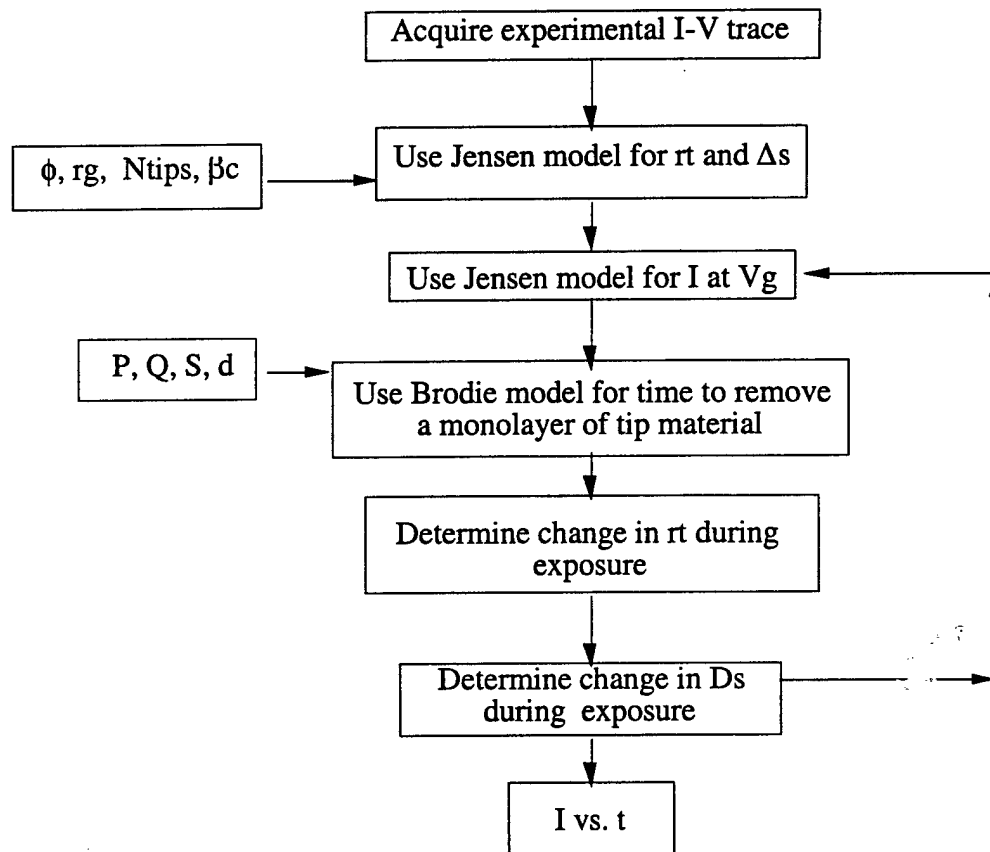 Acquire experimental I-V trace
ϕ, rg, Ntips, βc
Use Jensen model for rt and Δs
Use Jensen model for I at Vg
P, Q, S, d
Use Brodie model for time to remove
a monolayer of tip material
Determine change in rt during
exposure
Determine change in Ds
during exposure
I vs. t